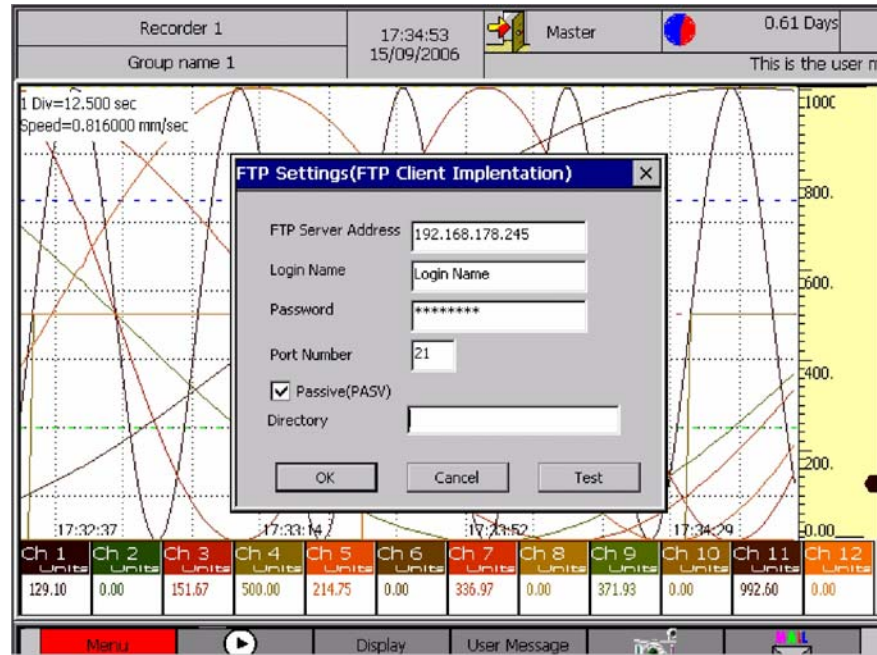 Recorder 1
Group name 1
17:34:53
15/09/2006
Master
0.61 Days
This is the user
1 Div=12.500 sec
Speed=0.816000 mm/sec
FTP Settings(FTP Client Implentation)
FTP Server Address 192.168.178.245
Login Name Login Name
Password ********
Port Number 21
Passive(PASV)
Directory
OK Cancel Test
800.
600.
400.
200.
0.00
17:32:37 17:33:14 17:33:52 17:34:29
Ch 1 Ch 2 Ch 3 Ch 4 Ch 5 Ch 6 Ch 7 Ch 8 Ch 9 Ch 10 Ch 11 Ch 12
Units Units Units Units Units Units Units Units Units Units Units Units
129.10 0.00 151.67 500.00 214.75 0.00 336.97 0.00 371.93 0.00 992.60 0.00
Menu Display User Message MAIL